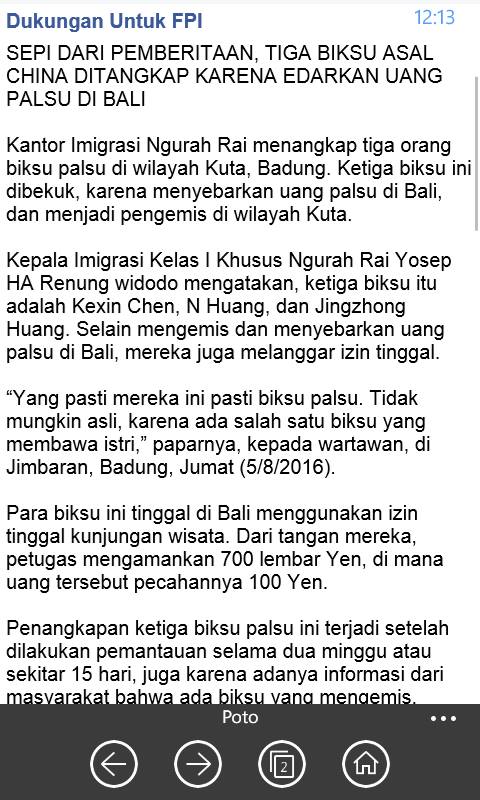 Dukungan Untuk FPI
12:13
SEPI DARI PEMBERITAAN, TIGA BIKSU ASAL
CHINA DITANGKAP KARENA EDARKAN UANG
PALSU DI BALI
Kantor Imigrasi Ngurah Rai menangkap tiga orang
biksu palsu di wilayah Kuta, Badung. Ketiga biksu ini
dibekuk, karena menyebarkan uang palsu di Bali,
dan menjadi pengemis di wilayah Kuta.
Kepala Imigrasi Kelas I Khusus Ngurah Rai Yosep
HA Renung widodo mengatakan, ketiga biksu itu
adalah Kexin Chen, N Huang, dan Jingzhong
Huang. Selain mengemis dan menyebarkan uang
palsu di Bali, mereka juga melanggar izin tinggal.
“Yang pasti mereka ini pasti biksu palsu. Tidak
mungkin asli, karena ada salah satu biksu yang
membawa istri,” paparnya, kepada wartawan, di
Jimbaran, Badung, Jumat (5/8/2016).
Para biksu ini tinggal di Bali menggunakan izin
tinggal kunjungan wisata. Dari tangan mereka,
petugas mengamankan 700 lembar Yen, di mana
uang tersebut pecahannya 100 Yen.
Penangkapan ketiga biksu palsu ini terjadi setelah
dilakukan pemantauan selama dua minggu atau
sekitar 15 hari, juga karena adanya informasi dari
masyarakat bahwa ada biksu yang mengemis.
Poto
2